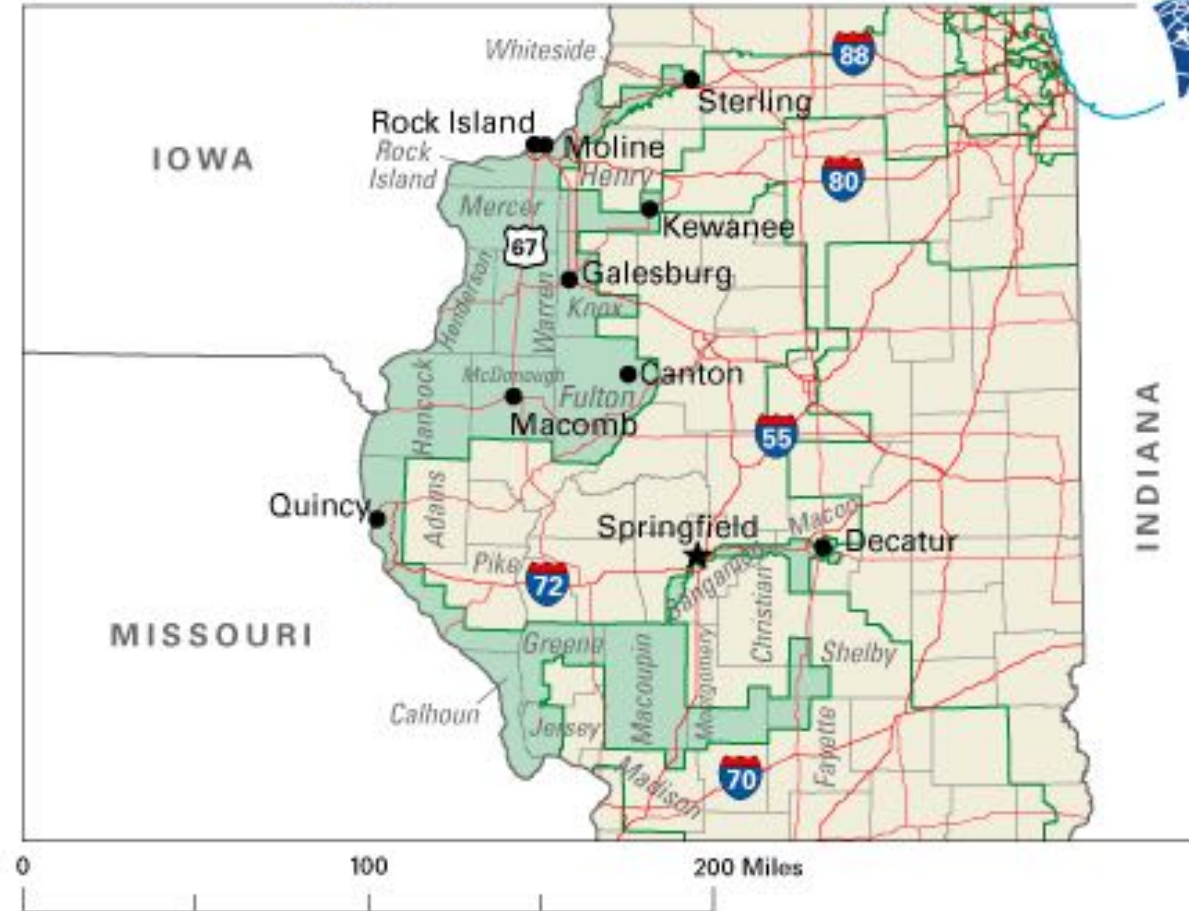 Whiteside
88
Sterling
Rock Island
Moline
IOWA
Rock
Island
Henry
80
Mercer
Kewanee
67
Galesburg
Henderson
Warren
Knox
Hancock
McDonough
Canton
Fulton
Macomb
55
INDIANA
Adams
Quincy
Springfield
Macon
Decatur
Pike
72
Sangamon
Christian
MISSOURI
Greene
Macoupin
Montgomery
Shelby
Calhoun
Jersey
Fayette
Madison
70
0 100 200 Miles